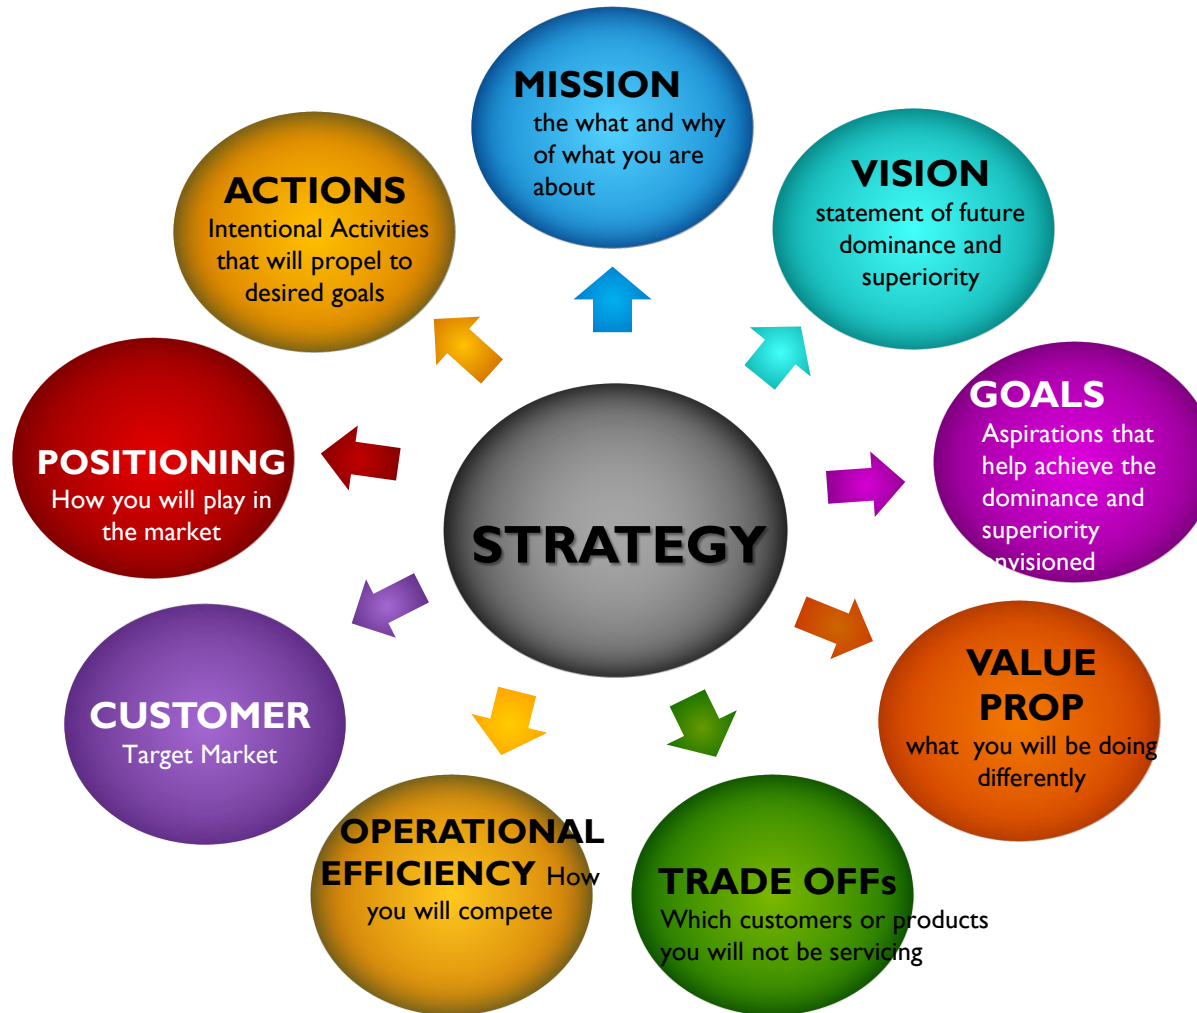 MISSION
the what and why
of what you are
about
VISION
statement of future
dominance and
superiority
GOALS
Aspirations that
help achieve the
dominance and
superiority
envisioned
VALUE
PROP
what you will be doing
differently
TRADE OFFs
Which customers or products
you will not be servicing
OPERATIONAL
EFFICIENCY How
you will compete
CUSTOMER
Target Market
POSITIONING
How you will play in
the market
ACTIONS
Intentional Activities
that will propel to
desired goals
STRATEGY